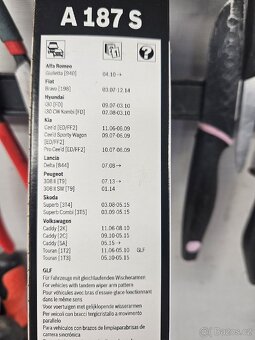 A 187 S
Alfa Romeo
Giulietta [940] 04.10 →
Fiat
Bravo [198] 03.07-12.14
Hyundai
i30 [FD] 09.07-03.10
i30 CW Kombi [FD] 02.08-03.10
Kia
Cee'd [ED/FF2] 11.06-06.09
Cee'd Sporty Wagon 09.07-06.09
[ED/FF2]
Pro Cee'd [ED/FF2] 10.07-06.09
Lancia
Delta [844] 07.08 →
Peugeot
308 II [T9] 07.13 →
308 II SW [T9] 01.14
Skoda
Superb [3T4] 03.08-05.15
Superb Combi [3T5] 03.08-05.15
Volkswagen
Caddy [2K] 11.06-08.10
Caddy [2C] 09.10-05.15
Caddy [SA] 05.15 →
Touran [1T2] 11.06-05.10 GLF
Touran [1T3] 05.10-05.15
GLF
Für Fahrzeuge mit gleichlaufenden Wischerarmen
For vehicles with tandem wiper arm pattern
Pour véhicules avec bras d'essuie glace fonctionnant
dans le même sens
Voor voertuigen met gelijklopende wisserarmen
Per veicoli con bracci tergicristallo a movimento
parallelo
Para vehículos con brazos de limpiaparabrisas de
carrera sincrónica